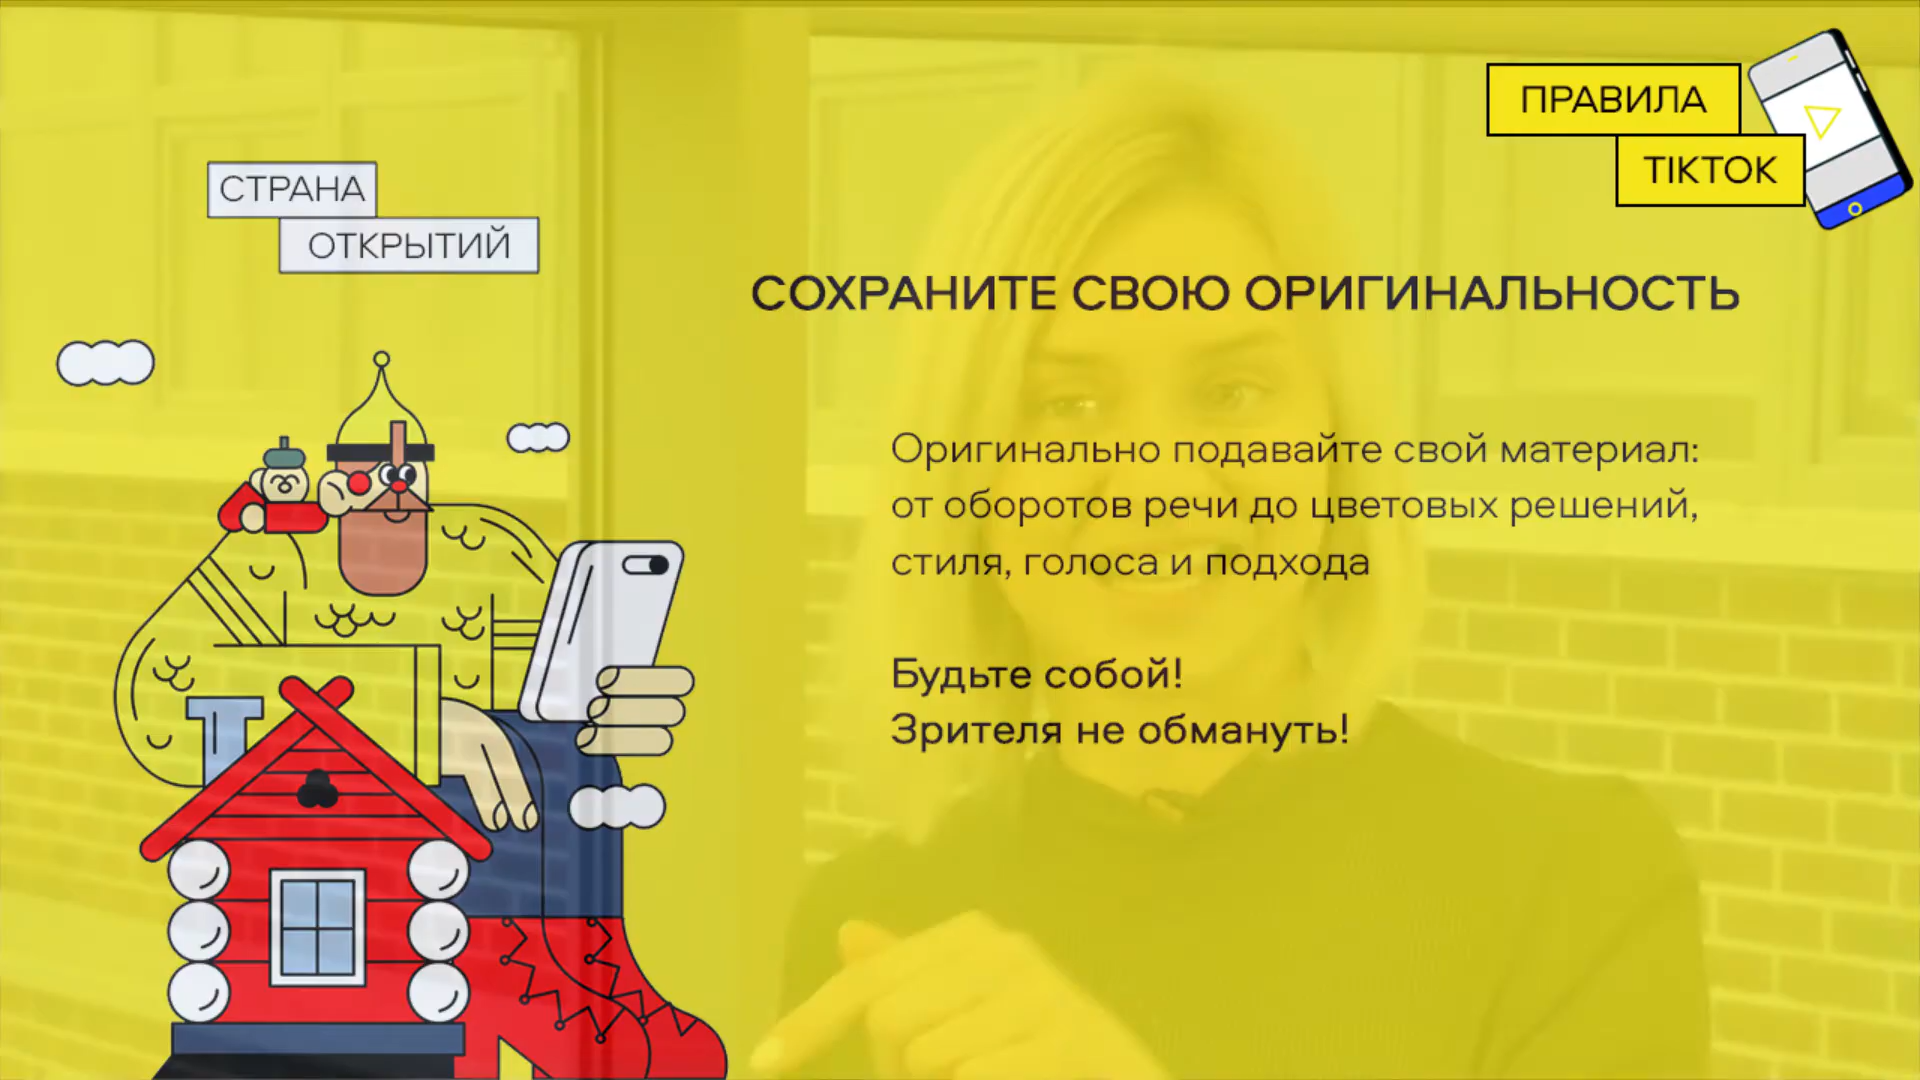 ПРАВИЛА
TIKTOK
СТРАНА
ОТКРЫТИЙ
СОХРАНИТЕ СВОЮ ОРИГИНАЛЬНОСТЬ
Оригинально подавайте свой материал:
от оборотов речи до цветовых решений,
стиля, голоса и подхода
Будьте собой!
Зрителя не обмануть!